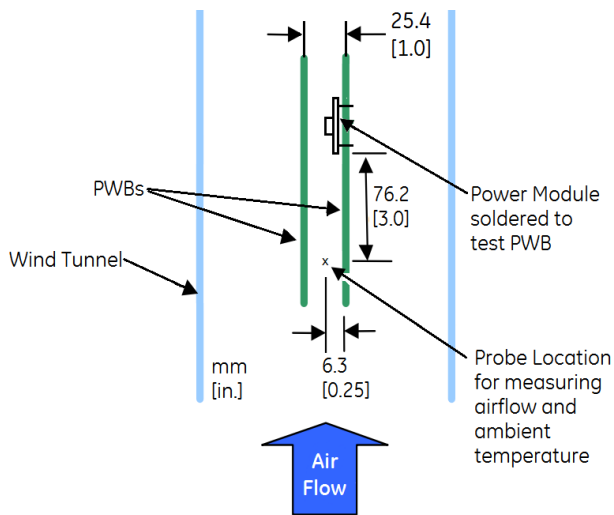 25.4
[1.0]
PWBs
76.2
[3.0]
Power Module
soldered to
test PWB
Wind Tunnel
x
mm
[in.]
6.3
[0.25]
Probe Location
for measuring
airflow and
ambient
temperature
Air
Flow